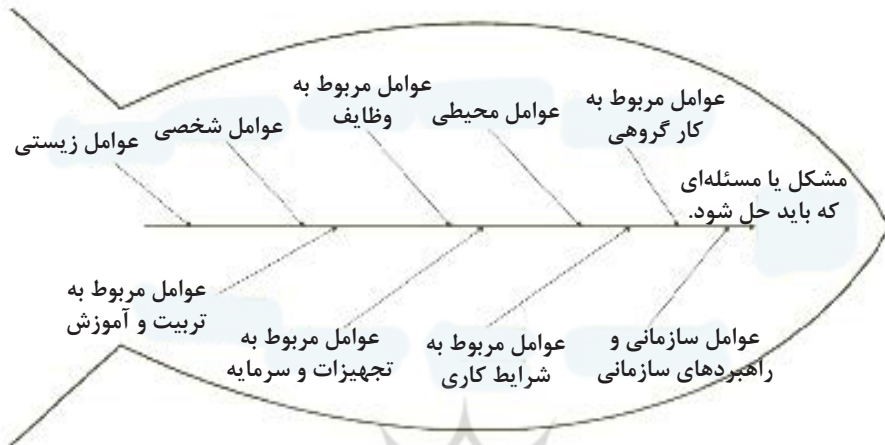 عوامل مربوط به
کار گروهی
عوامل محیطی
عوامل مربوط به
وظایف
عوامل شخصی
عوامل زیستی
مشکل یا مسئله‌ای
که باید حل شود.
عوامل سازمانی و
راهبردهای سازمانی
عوامل مربوط به
شرایط کاری
عوامل مربوط به
تجهیزات و سرمایه
عوامل مربوط به
تربیت و آموزش